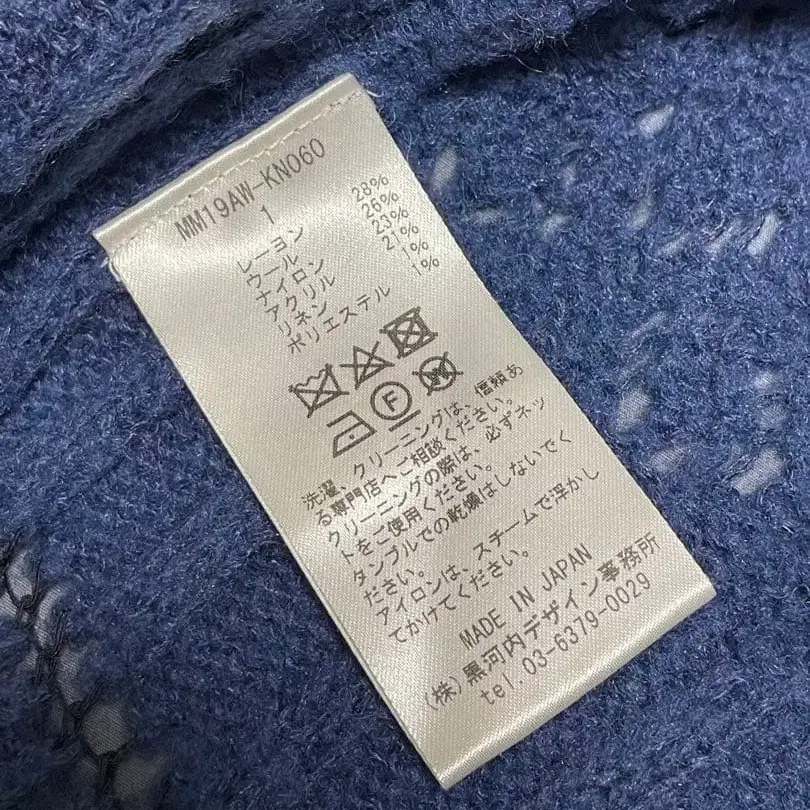 MM19AW-KN060
1
レーヨン 28%
ウール 26%
ナイロン 23%
アクリル 21%
リネン 1%
ポリエステル 1%
F W
洗濯、クリーニングは、信頼あ
る専門店へご相談ください。
クリーニングの際は、必ずネッ
トをご使用ください。
タンブルでの乾燥はしないでく
ださい。
アイロンは、スチームで浮かし
てかけてください。
MADE IN JAPAN
(株)黒河内デザイン事務所
tel.03-6379-0029